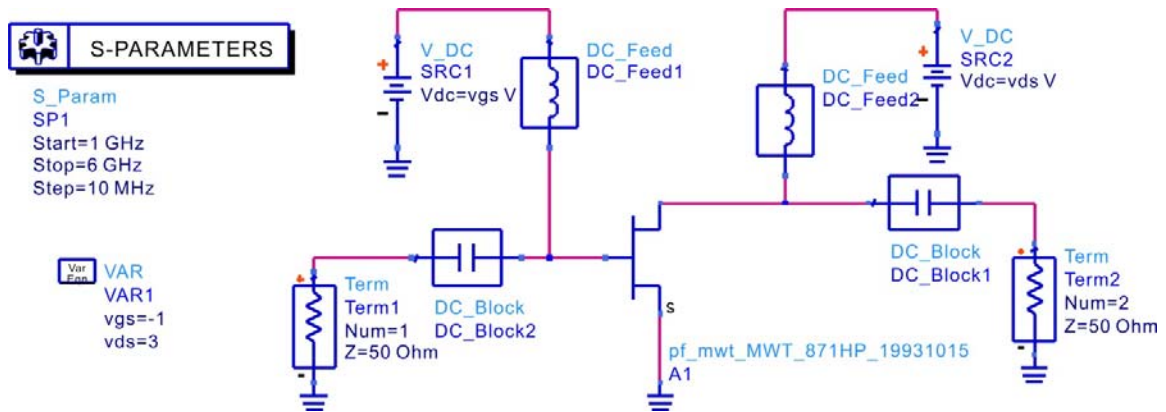 S-PARAMETERS
S_Param
SP1
Start=1 GHz
Stop=6 GHz
Step=10 MHz
Var
Eqn
VAR
VAR1
vgs=-1
vds=3
+
V_DC
SRC1
Vdc=vgs V
-
DC_Feed
DC_Feed1
DC_Feed
DC_Feed2
+
V_DC
SRC2
Vdc=vds V
-
+
Term
Term1
Num=1
Z=50 Ohm
-
DC_Block
DC_Block2
S
pf_mwt_MWT_871HP_19931015
A1
DC_Block
DC_Block1
+
Term
Term2
Num=2
Z=50 Ohm
-